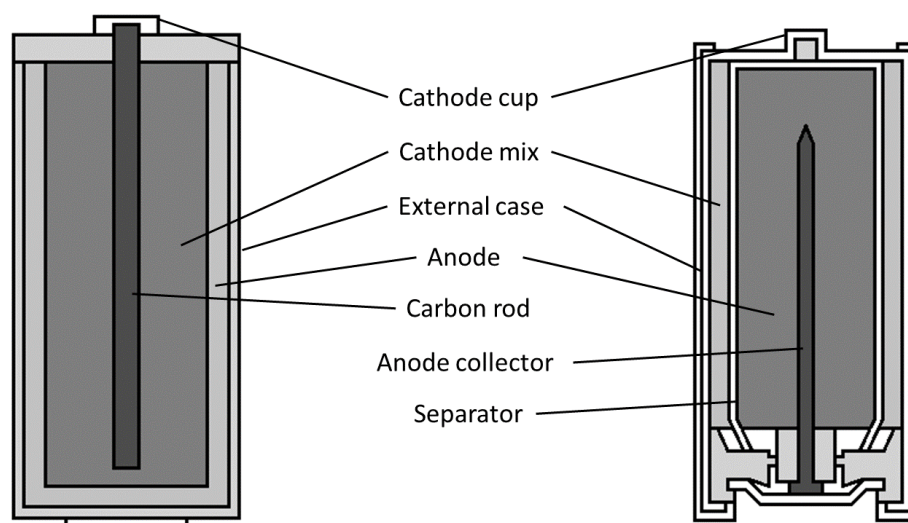 Cathode cup
Cathode mix
External case
Anode
Carbon rod
Anode collector
Separator